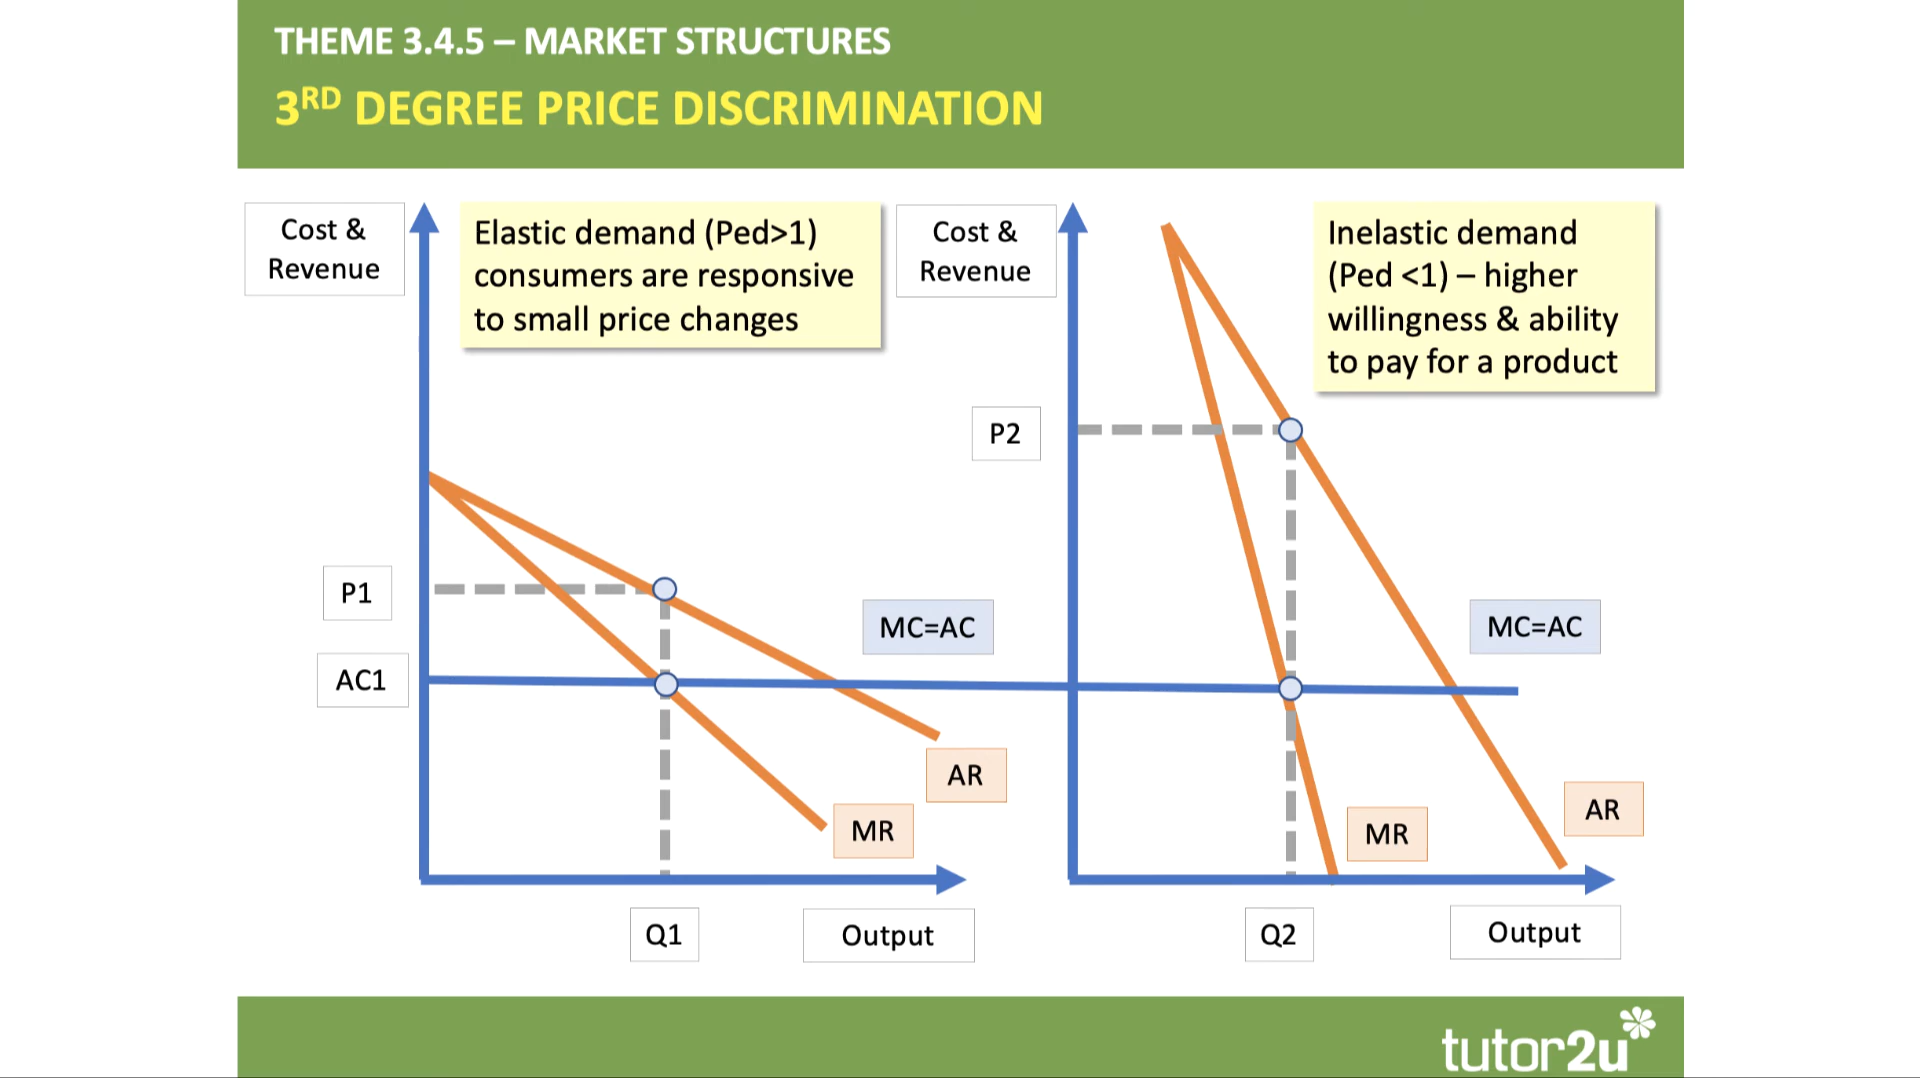 THEME 3.4.5 – MARKET STRUCTURES
3RD DEGREE PRICE DISCRIMINATION
Cost &
Revenue
Elastic demand (Ped>1)
consumers are responsive
to small price changes
P1
AC1
MC=AC
AR
MR
Q1
Output
Cost &
Revenue
Inelastic demand
(Ped <1) – higher
willingness & ability
to pay for a product
P2
MC=AC
AR
MR
Q2
Output
tutor2u